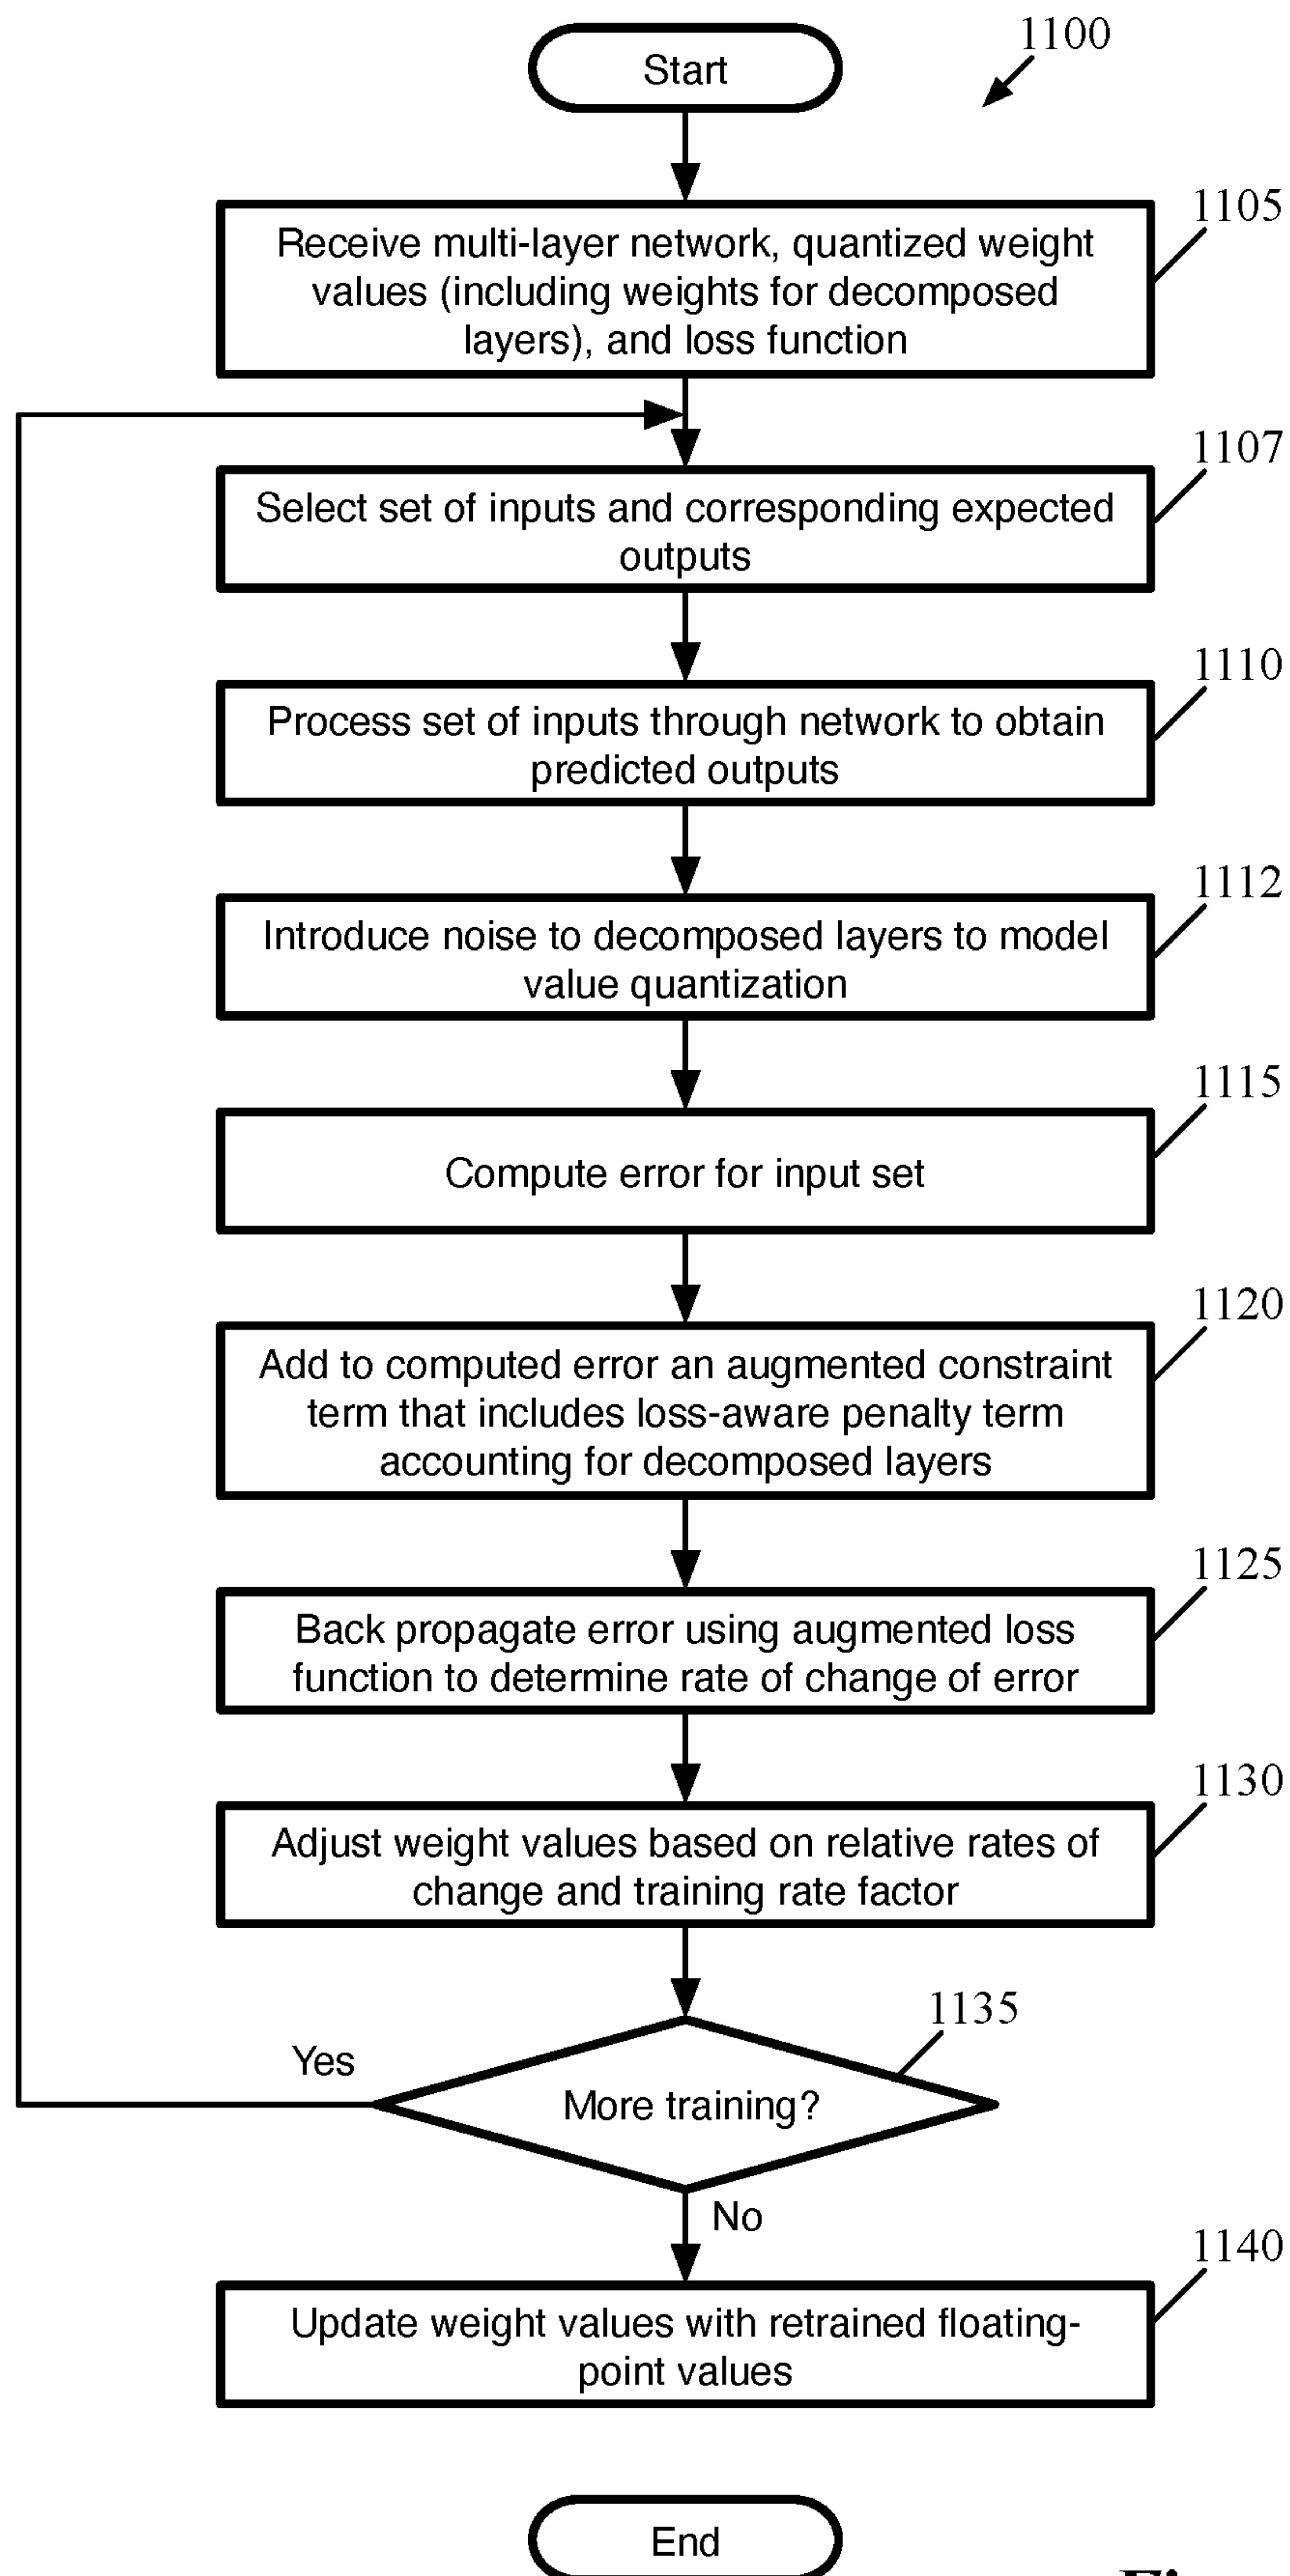 1100
Start
1105
Receive multi-layer network, quantized weight
values (including weights for decomposed
layers), and loss function
1107
Select set of inputs and corresponding expected
outputs
1110
Process set of inputs through network to obtain
predicted outputs
1112
Introduce noise to decomposed layers to model
value quantization
1115
Compute error for input set
1120
Add to computed error an augmented constraint
term that includes loss-aware penalty term
accounting for decomposed layers
1125
Back propagate error using augmented loss
function to determine rate of change of error
1130
Adjust weight values based on relative rates of
change and training rate factor
1135
Yes
More training?
No
1140
Update weight values with retrained floating-
point values
End